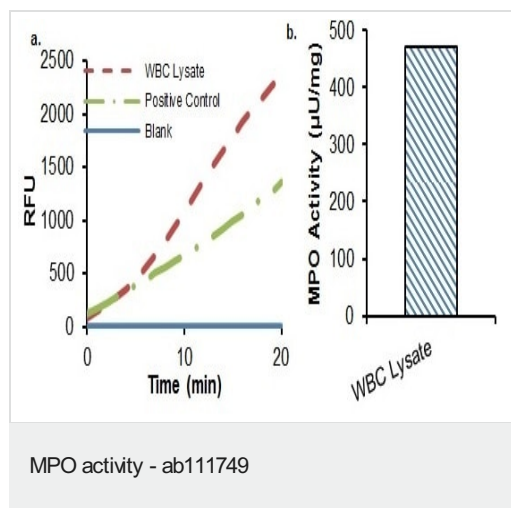 a.
2500
2000
1500
1000
500
0
RFU
WBC Lysate
Positive Control
Blank
0
10
20
Time (min)
b.
500
400
300
200
100
0
MPO Activity (µU/mg)
WBC Lysate
MPO activity - ab111749